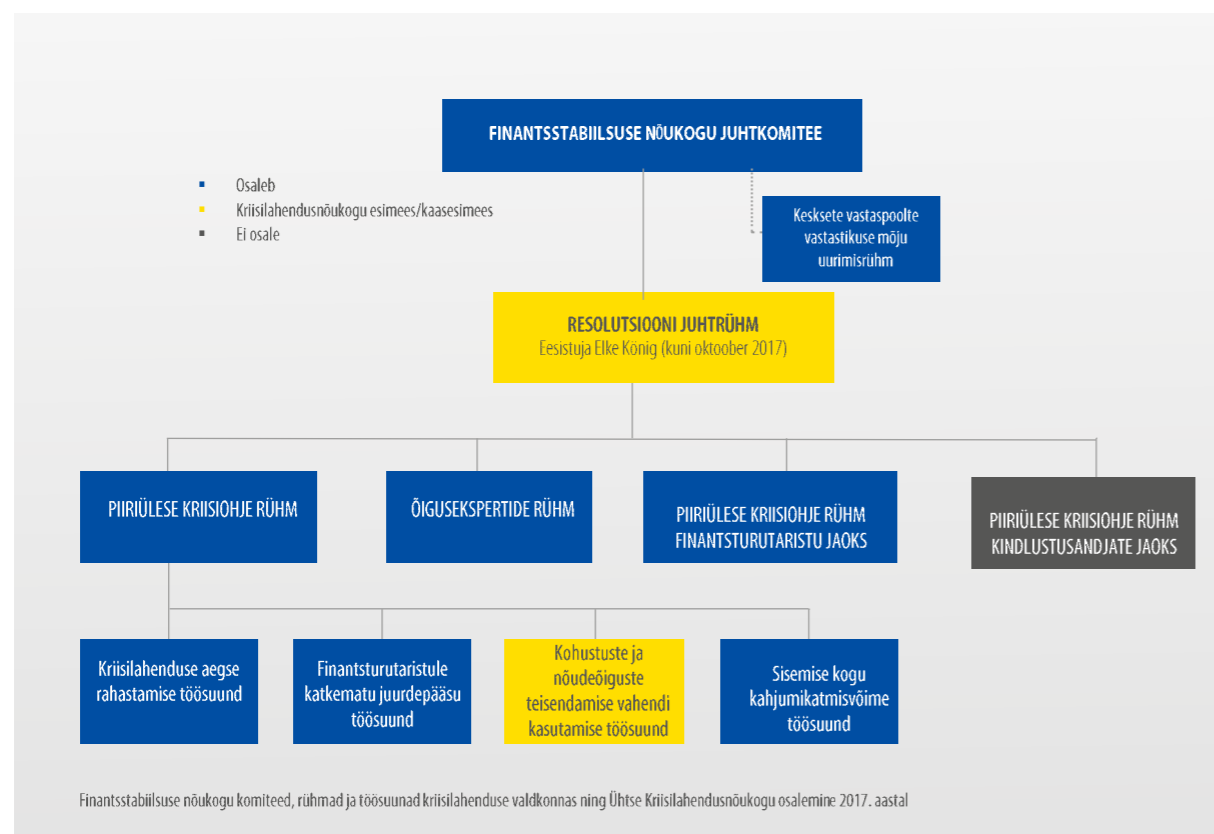 FINANTSSTABIILSUSE NÕUKOGU JUHTKOMITEE
Osaleb
Kriisilahendusnõukogu esimees/kaasesimees
Ei osale
Kesksete vastaspoolte
vastastikuse mõju
uurimisrühm
RESOLUTSIOONI JUHTRÜHM
Eesistuja Elke König (kuni oktoober 2017)
PIIRIÜLESE KRIISIOHJE RÜHM
ÕIGUSEKSPERTIDE RÜHM
PIIRIÜLESE KRIISIOHJE RÜHM
FINANTSTURUTARISTU JAOKS
PIIRIÜLESE KRIISIOHJE RÜHM
KINDLUSTUSANDJATE JAOKS
Kriisilahenduse aegse
rahastamise töösuund
Finantsturutaristule
katkematu juurdepääsu
töösuund
Kohustuste ja
nõudeõiguste
teisendamise vahendi
kasutamise töösuund
Sisemise kogu
kahjumikatmisvõime
töösuund
Finantsstabiilsuse nõukogu komiteed, rühmad ja töösuunad kriisilahenduse valdkonnas ning Ühtse Kriisilahendusnõukogu osalemine 2017. aastal